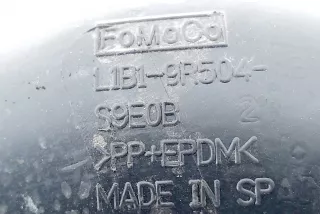 FoMoCo
L1B1-9R504-
S9E0B 2
>PP+EPDM<
MADE IN SP